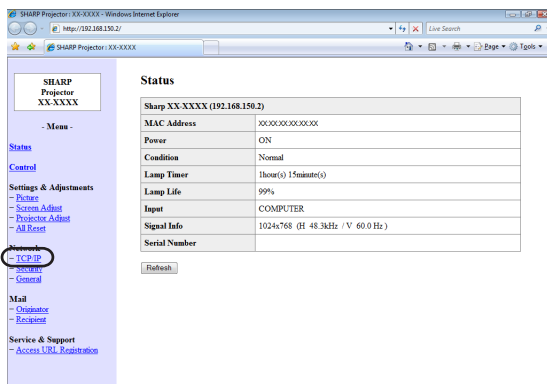 SHARP Projector : XX-XXXX - Windows Internet Explorer
http://192.168.150.2/
Live Search
SHARP Projector : XX-XXXX
Page
Tools
SHARP
Projector
XX-XXXX
- Menu -
Status
Control
Settings & Adjustments
– Picture
– Screen Adjust
– Projector Adjust
– All Reset
Network
– TCP/IP
– Security
– General
Mail
– Originator
– Recipient
Service & Support
– Access URL Registration
Status
Sharp XX-XXXX (192.168.150.2)
MAC Address XX:XX:XX:XX:XX:XX
Power ON
Condition Normal
Lamp Timer 1hour(s) 15minute(s)
Lamp Life 99%
Input COMPUTER
Signal Info 1024x768 (H 48.3kHz / V 60.0 Hz )
Serial Number
Refresh